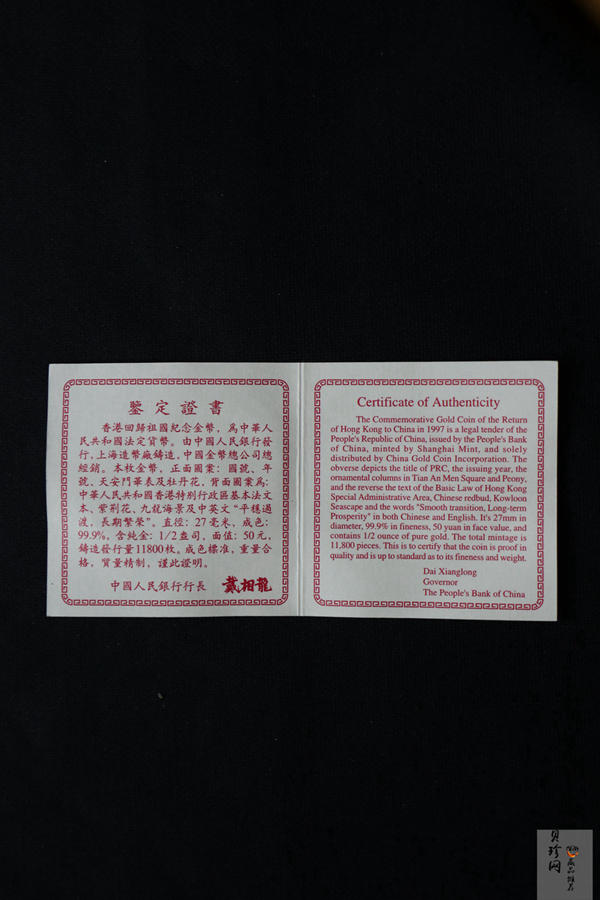 鑒定證書
香港回歸祖國紀念金幣，爲中華人
民共和國法定貨幣。由中國人民銀行發
行，上海造幣廠鑄造，中國金幣總公司總
經銷。本枚金幣，正面圖案：國號、年
號、天安門華表及牡丹花，背面圖案爲：
中華人民共和國香港特别行政區基本法文
本、紫荆花、九龍海景及中英文“平穩過
渡，長期繁榮”。直徑：27毫米，成色：
99.9%，含純金：1/2盎司，面值：50元，
鑄造發行量11800枚。成色標准，重量合
格，質量精制，謹此證明。
中國人民銀行行長 戴相龍
Certificate of Authenticity
The Commemorative Gold Coin of the Return
of Hong Kong to China in 1997 is a legal tender of the
People's Republic of China, issued by the People's Bank
of China, minted by Shanghai Mint, and solely
distributed by China Gold Coin Incorporation. The
obverse depicts the title of PRC, the issuing year, the
ornamental columns in Tian An Men Square and Peony,
and the reverse the text of the Basic Law of Hong Kong
Special Administrative Area, Chinese redbud, Kowloon
Seascape and the words "Smooth transition, Long-term
Prosperity" in both Chinese and English. It's 27mm in
diameter, 99.9% in fineness, 50 yuan in face value, and
contains 1/2 ounce of pure gold. The total mintage is
11,800 pieces. This is to certify that the coin is proof in
quality and is up to standard as to its fineness and weight.
Dai Xianglong
Governor
The People's Bank of China
贝珍网